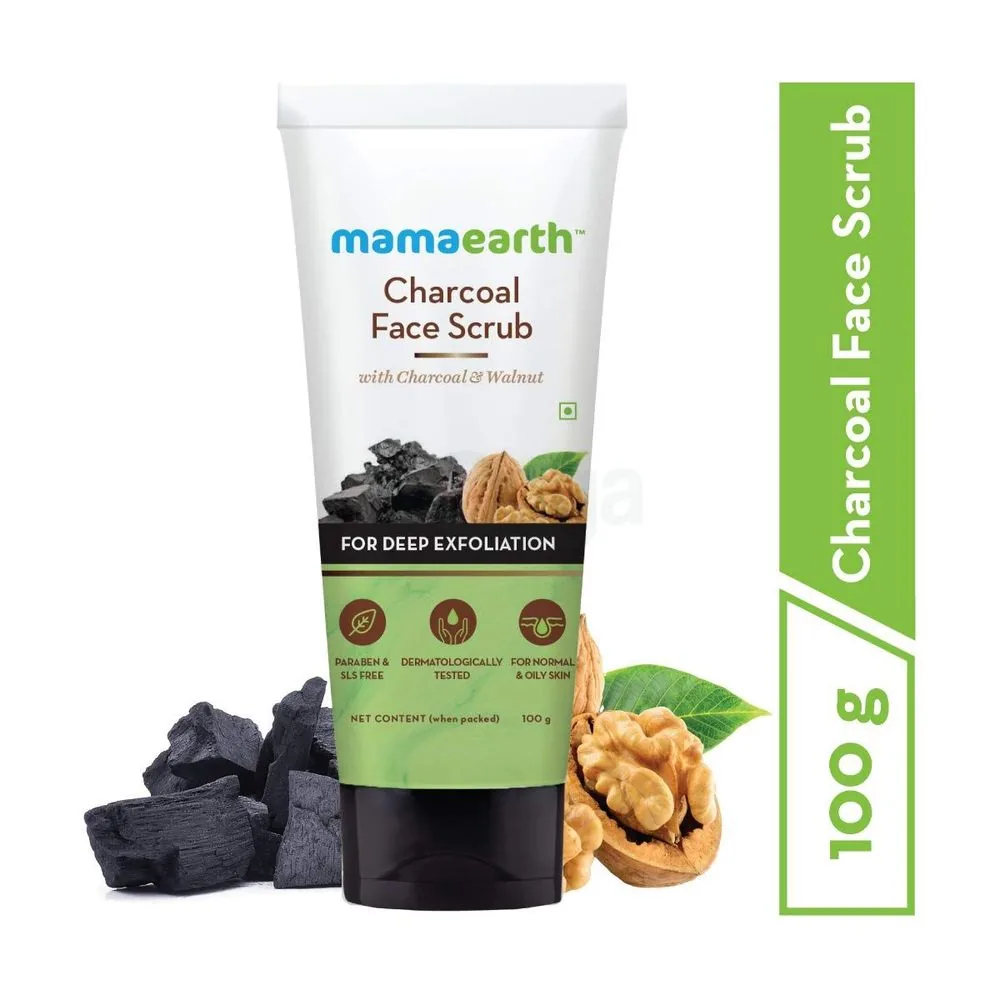 mamaearth™
Charcoal
Face Scrub
with Charcoal & Walnut
FOR DEEP EXFOLIATION
PARABEN &
SLS FREE
DERMATOLOGICALLY
TESTED
FOR NORMAL
& OILY SKIN
NET CONTENT (when packed) 100 g
Charcoal Face Scrub
100 g